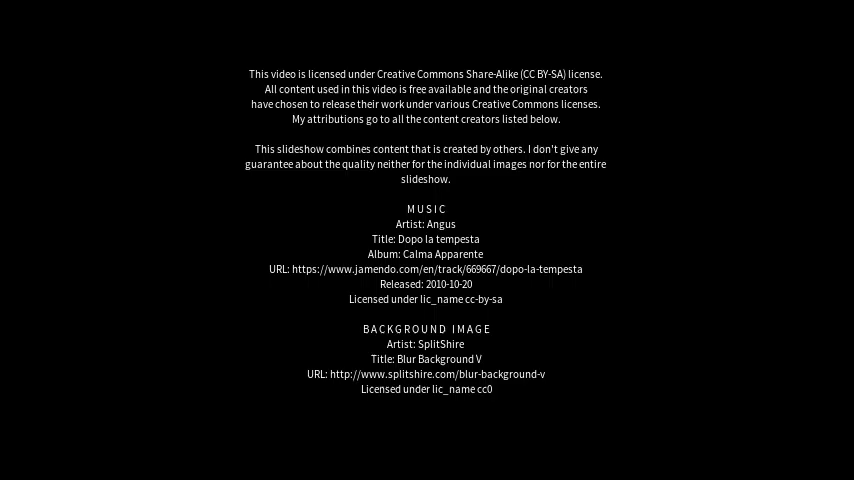 This video is licensed under Creative Commons Share-Alike (CC BY-SA) license.
All content used in this video is free available and the original creators
have chosen to release their work under various Creative Commons licenses.
My attributions go to all the content creators listed below.
This slideshow combines content that is created by others. I don't give any
guarantee about the quality neither for the individual images nor for the entire
slideshow.
MUSIC
Artist: Angus
Title: Dopo la tempesta
Album: Calma Apparente
URL: https://www.jamendo.com/en/track/669667/dopo-la-tempesta
Released: 2010-10-20
Licensed under lic_name cc-by-sa
BACKGROUND IMAGE
Artist: SplitShire
Title: Blur Background V
URL: http://www.splitshire.com/blur-background-v
Licensed under lic_name cc0